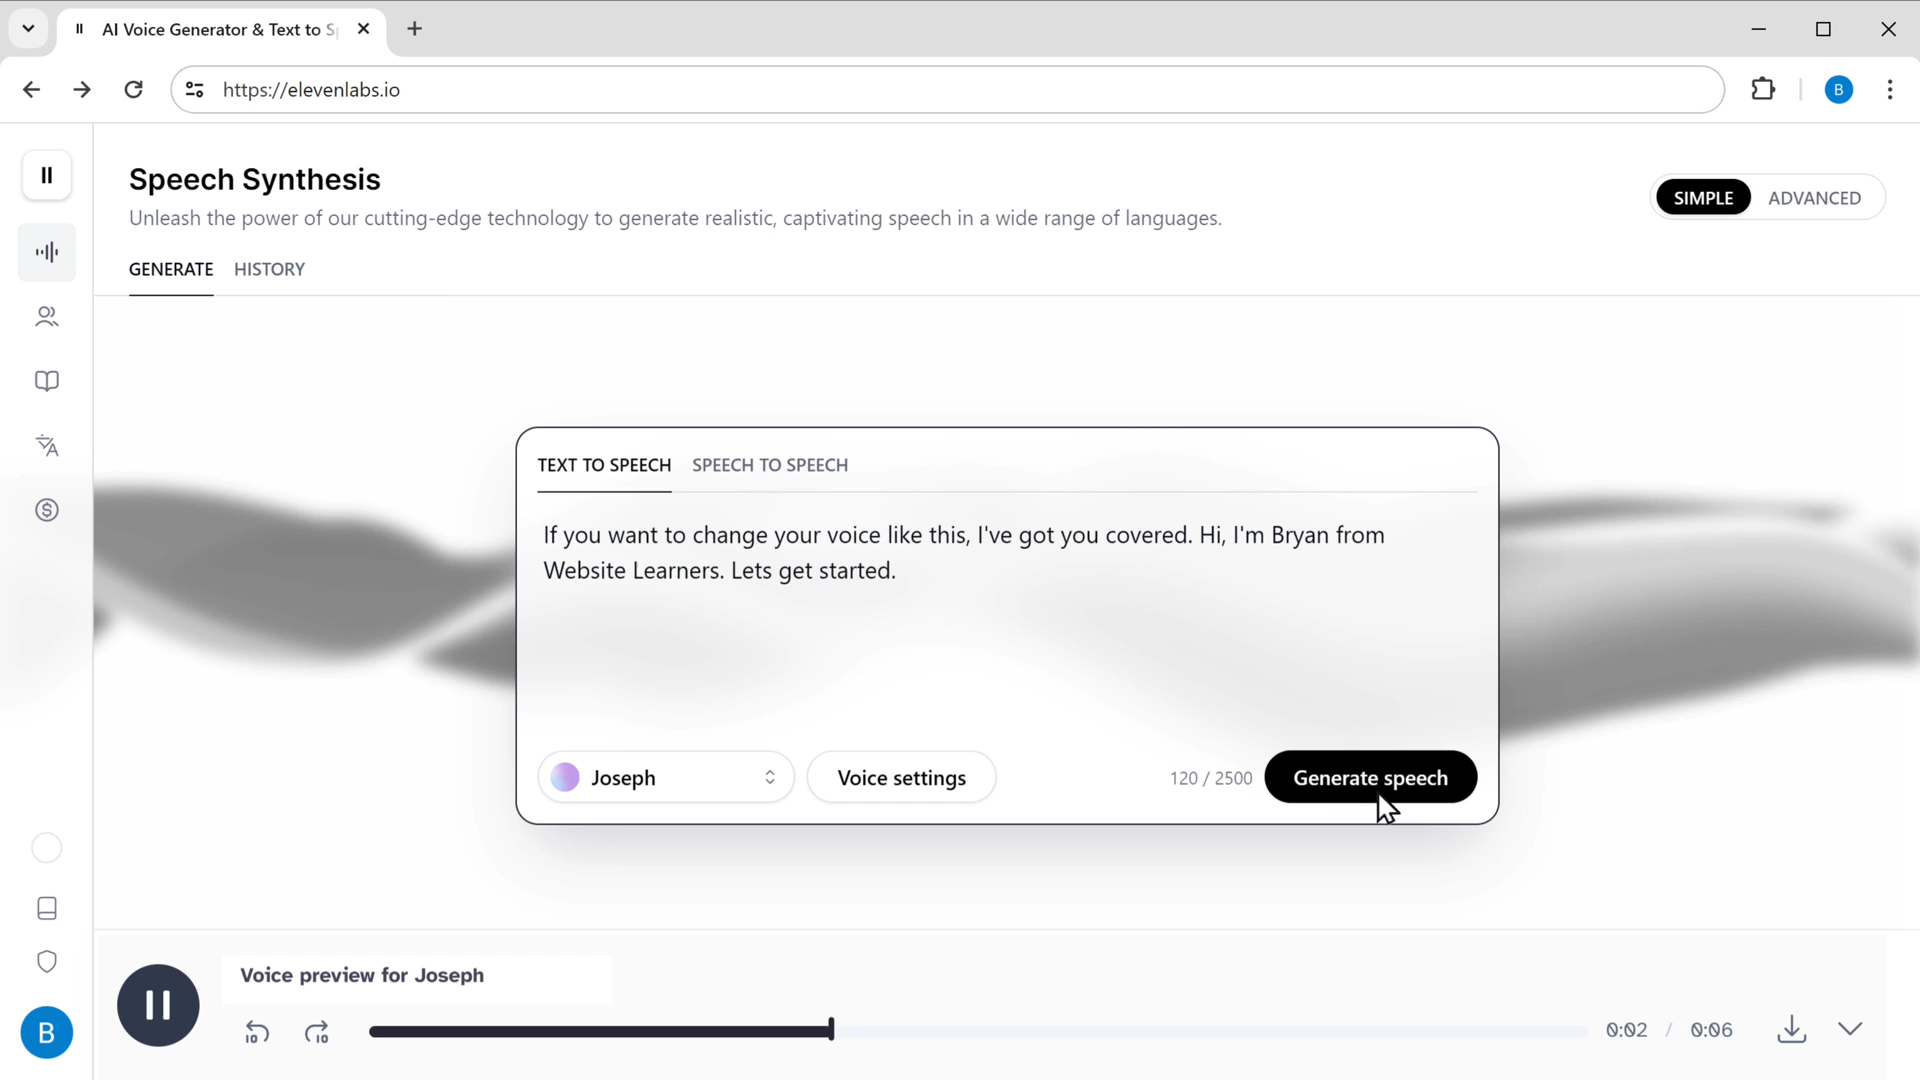 AI Voice Generator & Text to Sp
https://elevenlabs.io
B
Speech Synthesis
Unleash the power of our cutting-edge technology to generate realistic, captivating speech in a wide range of languages.
SIMPLE ADVANCED
GENERATE HISTORY
TEXT TO SPEECH SPEECH TO SPEECH
If you want to change your voice like this, I've got you covered. Hi, I'm Bryan from
Website Learners. Lets get started.
Joseph
Voice settings
120 / 2500
Generate speech
Voice preview for Joseph
B
10
10
0:02 / 0:06